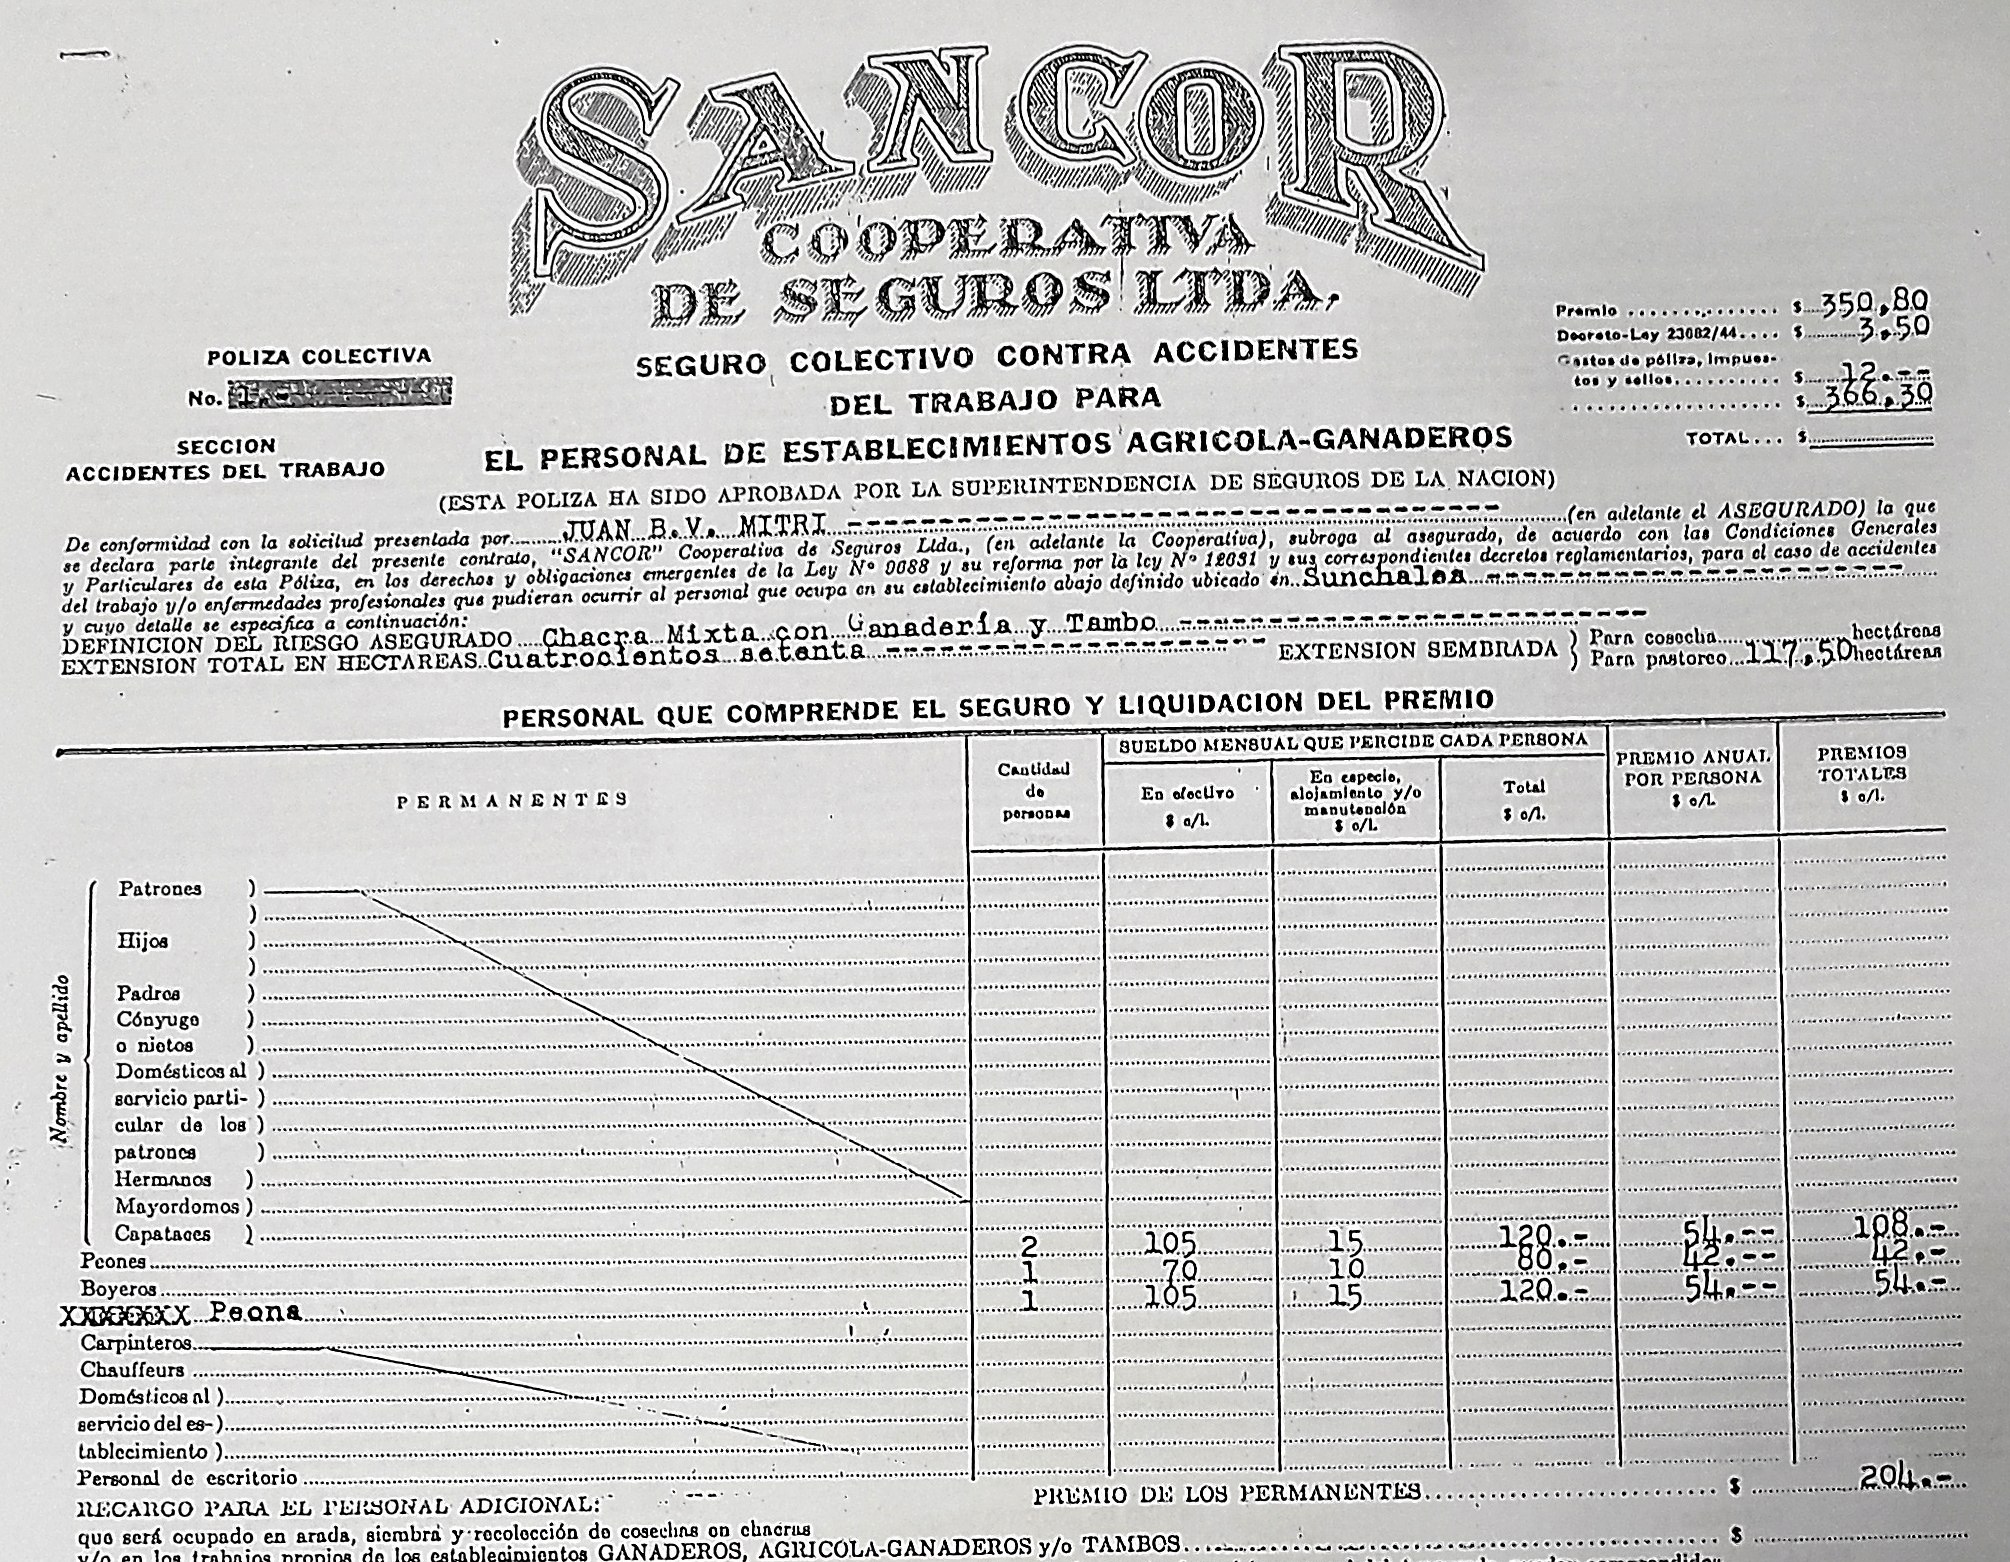 SANCOR
COOPERATIVA
DE SEGUROS LTDA.
Premio .............. $ 350,80
Decreto-Ley 23082/44.... $ 3,50
Gastos de póliza, impues-
tos y sellos.......... $ 12.--
$ 366,30
TOTAL... $
POLIZA COLECTIVA
No. 1.-
SECCION
ACCIDENTES DEL TRABAJO
SEGURO COLECTIVO CONTRA ACCIDENTES
DEL TRABAJO PARA
EL PERSONAL DE ESTABLECIMIENTOS AGRICOLA-GANADEROS
(ESTA POLIZA HA SIDO APROBADA POR LA SUPERINTENDENCIA DE SEGUROS DE LA NACION)
De conformidad con la solicitud presentada por JUAN B.V. MITRI (en adelante el ASEGURADO) la que
se declara parte integrante del presente contrato, "SANCOR" Cooperativa de Seguros Ltda., (en adelante la Cooperativa), subroga al asegurado, de acuerdo con las Condiciones Generales
y Particulares de esta Póliza, en los derechos y obligaciones emergentes de la Ley Nº 9688 y su reforma por la ley Nº 12631 y sus correspondientes decretos reglamentarios, para el caso de accidentes
del trabajo y/o enfermedades profesionales que pudieran ocurrir al personal que ocupa en su establecimiento abajo definido ubicado en Sunchales
y cuyo detalle se especifica a continuación:
DEFINICION DEL RIESGO ASEGURADO Chacra Mixta con Ganadería y Tambo
EXTENSION TOTAL EN HECTAREAS Cuatrocientos setenta EXTENSION SEMBRADA ) Para cosecha hectáreas
) Para pastoreo 117,50 hectáreas
PERSONAL QUE COMPRENDE EL SEGURO Y LIQUIDACION DEL PREMIO
PERMANENTES
Cantidad
de
personas
SUELDO MENSUAL QUE PERCIBE CADA PERSONA
En efectivo
$ c/l.
En especie,
alojamiento y/o
manutención
$ c/l.
Total
$ c/l.
PREMIO ANUAL
POR PERSONA
$ c/l.
PREMIOS
TOTALES
$ c/l.
Nombre y apellido
Patrones )
)
Hijos )
)
Padres )
Cónyuge )
o nietos )
Domésticos al )
servicio parti- )
cular de los )
patrones )
Hermanos )
Mayordomos )
Capataces )
Peones 2 105 15 120.- 54.-- 108.-
Boyeros 1 70 10 80.- 42.-- 42.-
XXXXXXX Peona 1 105 15 120.- 54.-- 54.-
Carpinteros
Chauffeurs
Domésticos al )
servicio del es- )
tablecimiento )
Personal de escritorio
PREMIO DE LOS PERMANENTES $ 204.-
RECARGO PARA EL PERSONAL ADICIONAL:
que será ocupado en arada, siembra y recolección de cosechas en chacras
y/o en los trabajos propios de los establecimientos GANADEROS, AGRICOLA-GANADEROS y/o TAMBOS $